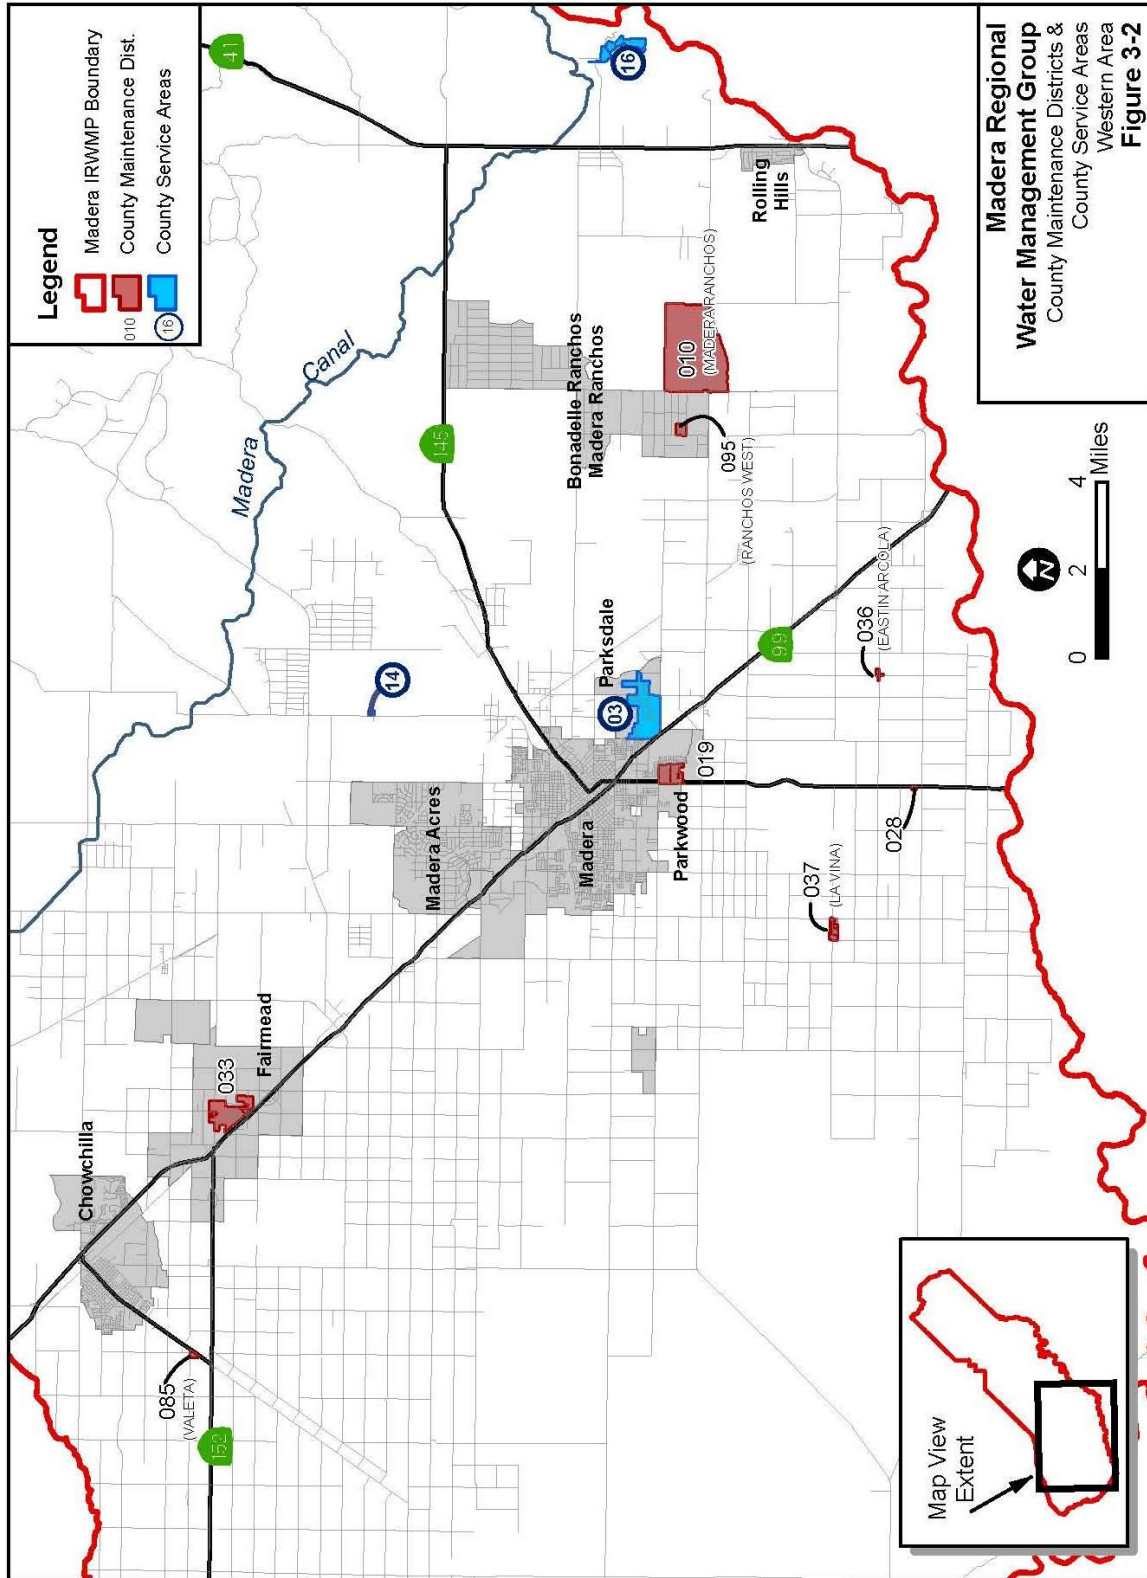 Legend
Madera IRWMP Boundary
010
County Maintenance Dist.
16
County Service Areas
41
Madera
Canal
145
152
99
Chowchilla
085
(VALETA)
033
Fairmead
14
Madera Acres
Madera
Parksdale
03
Parkwood
019
Bonadelle Ranchos
Madera Ranchos
010
(MADERA RANCHOS)
095
(RANCHOS WEST)
Rolling
Hills
16
037
(LA VINA)
028
036
(EASTIN ARCOLA)
Map View
Extent
N
0
2
4
Miles
Madera Regional
Water Management Group
County Maintenance Districts &
County Service Areas
Western Area
Figure 3-2